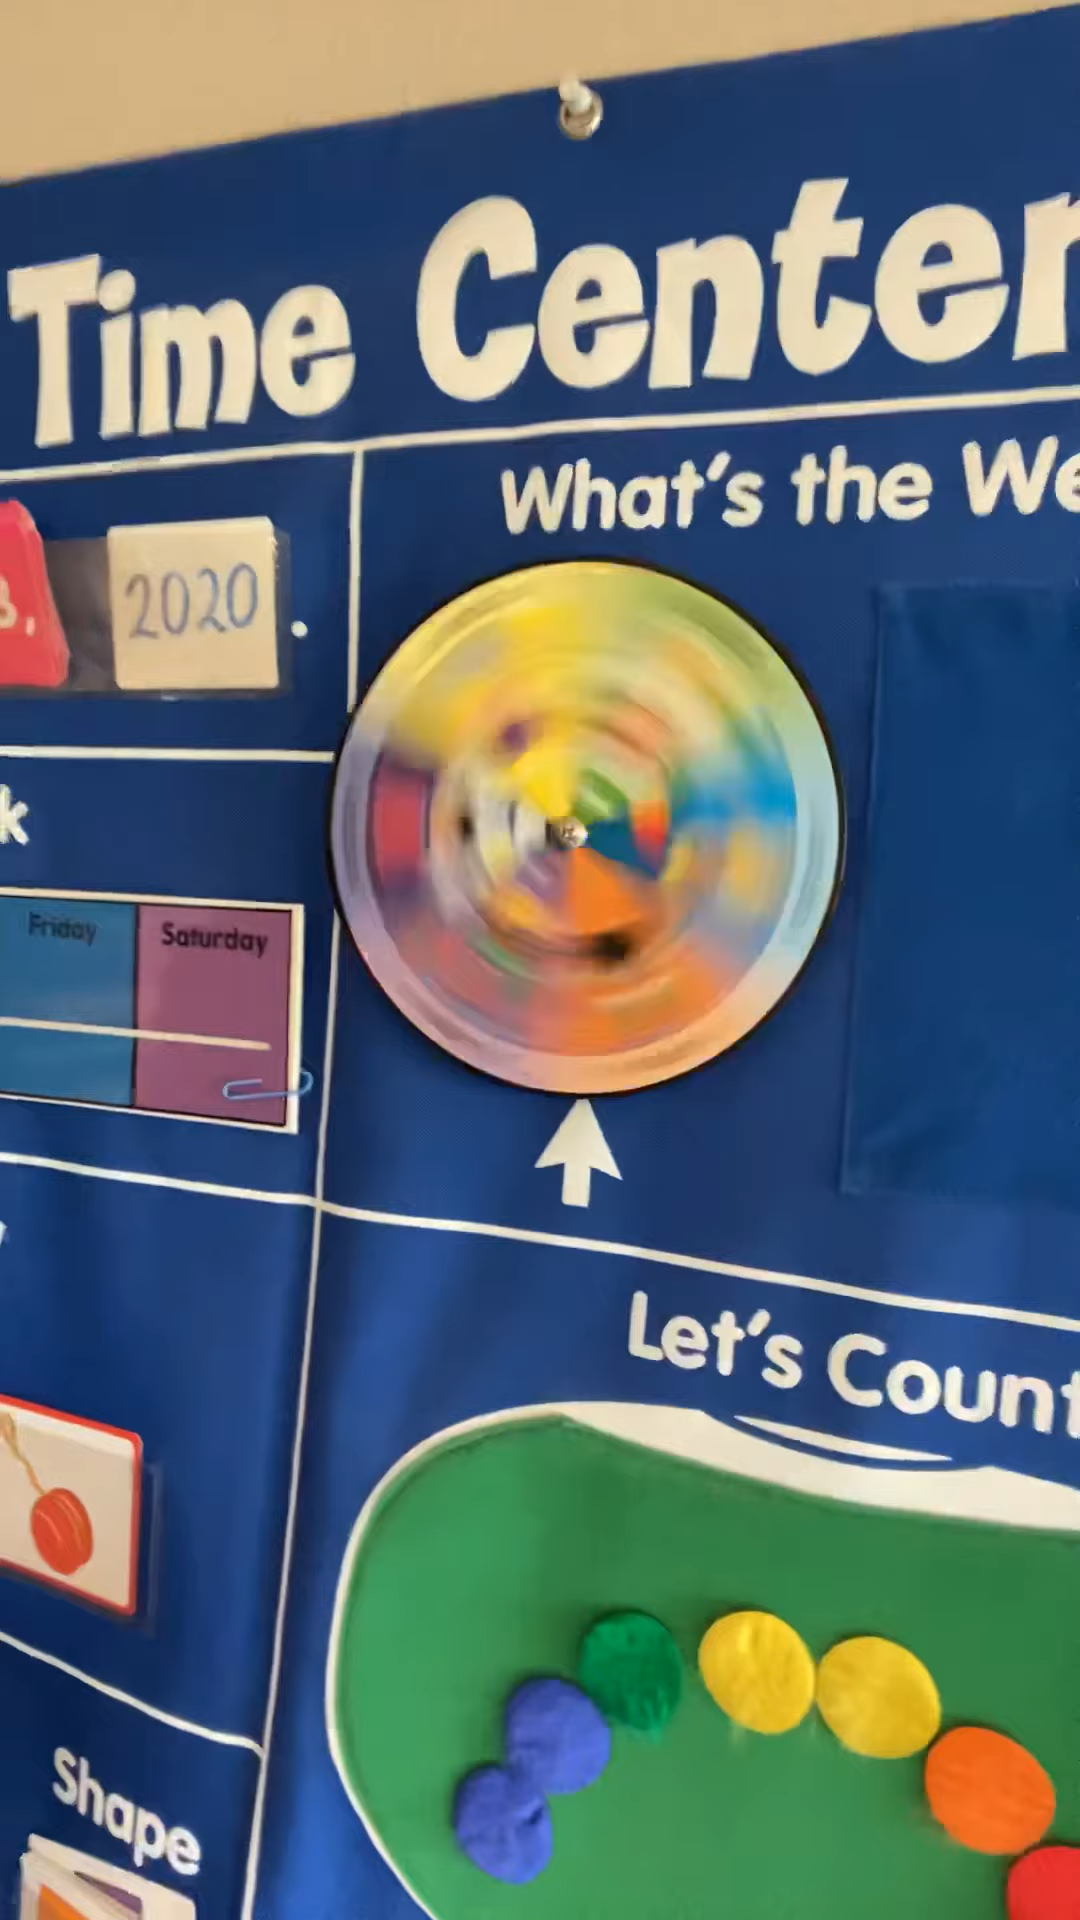 Time Center
What's the We
2020
Friday
Saturday
Let's Count
Shape